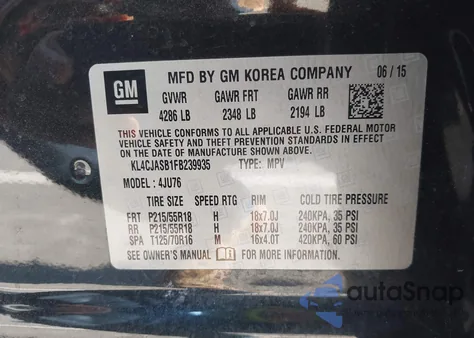 GM
MFD BY GM KOREA COMPANY 06 / 15
GVWR GAWR FRT GAWR RR
4286 LB 2348 LB 2194 LB
THIS VEHICLE CONFORMS TO ALL APPLICABLE U.S. FEDERAL MOTOR
VEHICLE SAFETY AND THEFT PREVENTION STANDARDS IN EFFECT
ON THE DATE OF MANUFACTURE SHOWN ABOVE.
KL4CJASB1FB239935 TYPE: MPV
MODEL : 4JU76
TIRE SIZE SPEED RTG RIM COLD TIRE PRESSURE
FRT P215/55R18 H 18x7.0J 240KPA, 35 PSI
RR P215/55R18 H 18x7.0J 240KPA, 35 PSI
SPA T125/70R16 M 16x4.0T 420KPA, 60 PSI
SEE OWNER'S MANUAL FOR MORE INFORMATION.
autoSnap